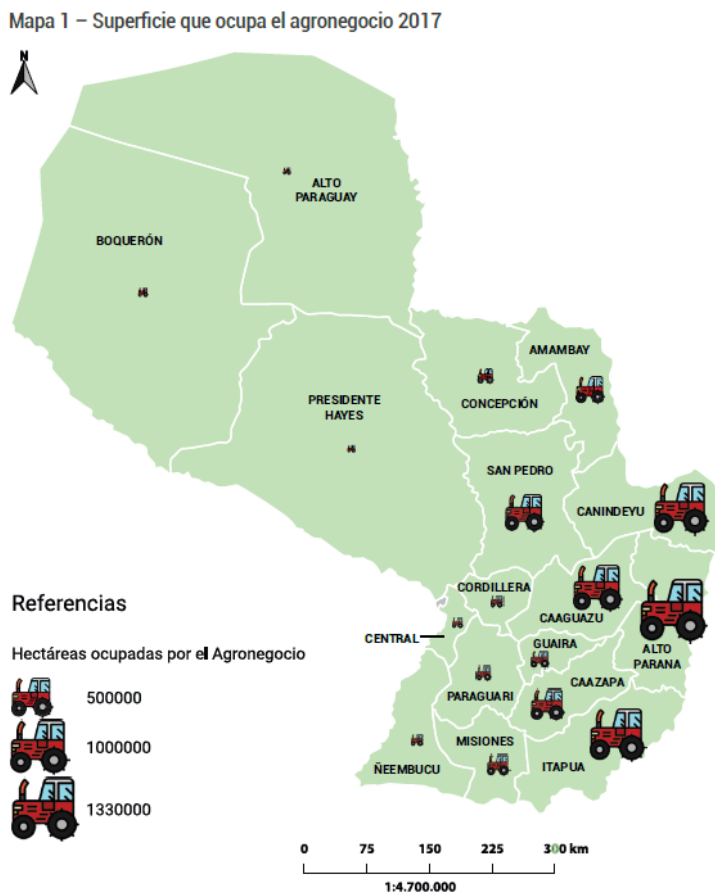 Mapa 1 – Superficie que ocupa el agronegocio 2017
N
ALTO
PARAGUAY
BOQUERÓN
AMAMBAY
PRESIDENTE
HAYES
CONCEPCIÓN
SAN PEDRO
CANINDEYU
CORDILLERA
CAAGUAZU
CENTRAL
GUAIRA
ALTO
PARANA
CAAZAPA
PARAGUARI
MISIONES
ÑEEMBUCU
ITAPUA
Referencias
Hectáreas ocupadas por el Agronegocio
500000
1000000
1330000
0 75 150 225 300 km
1:4.700.000